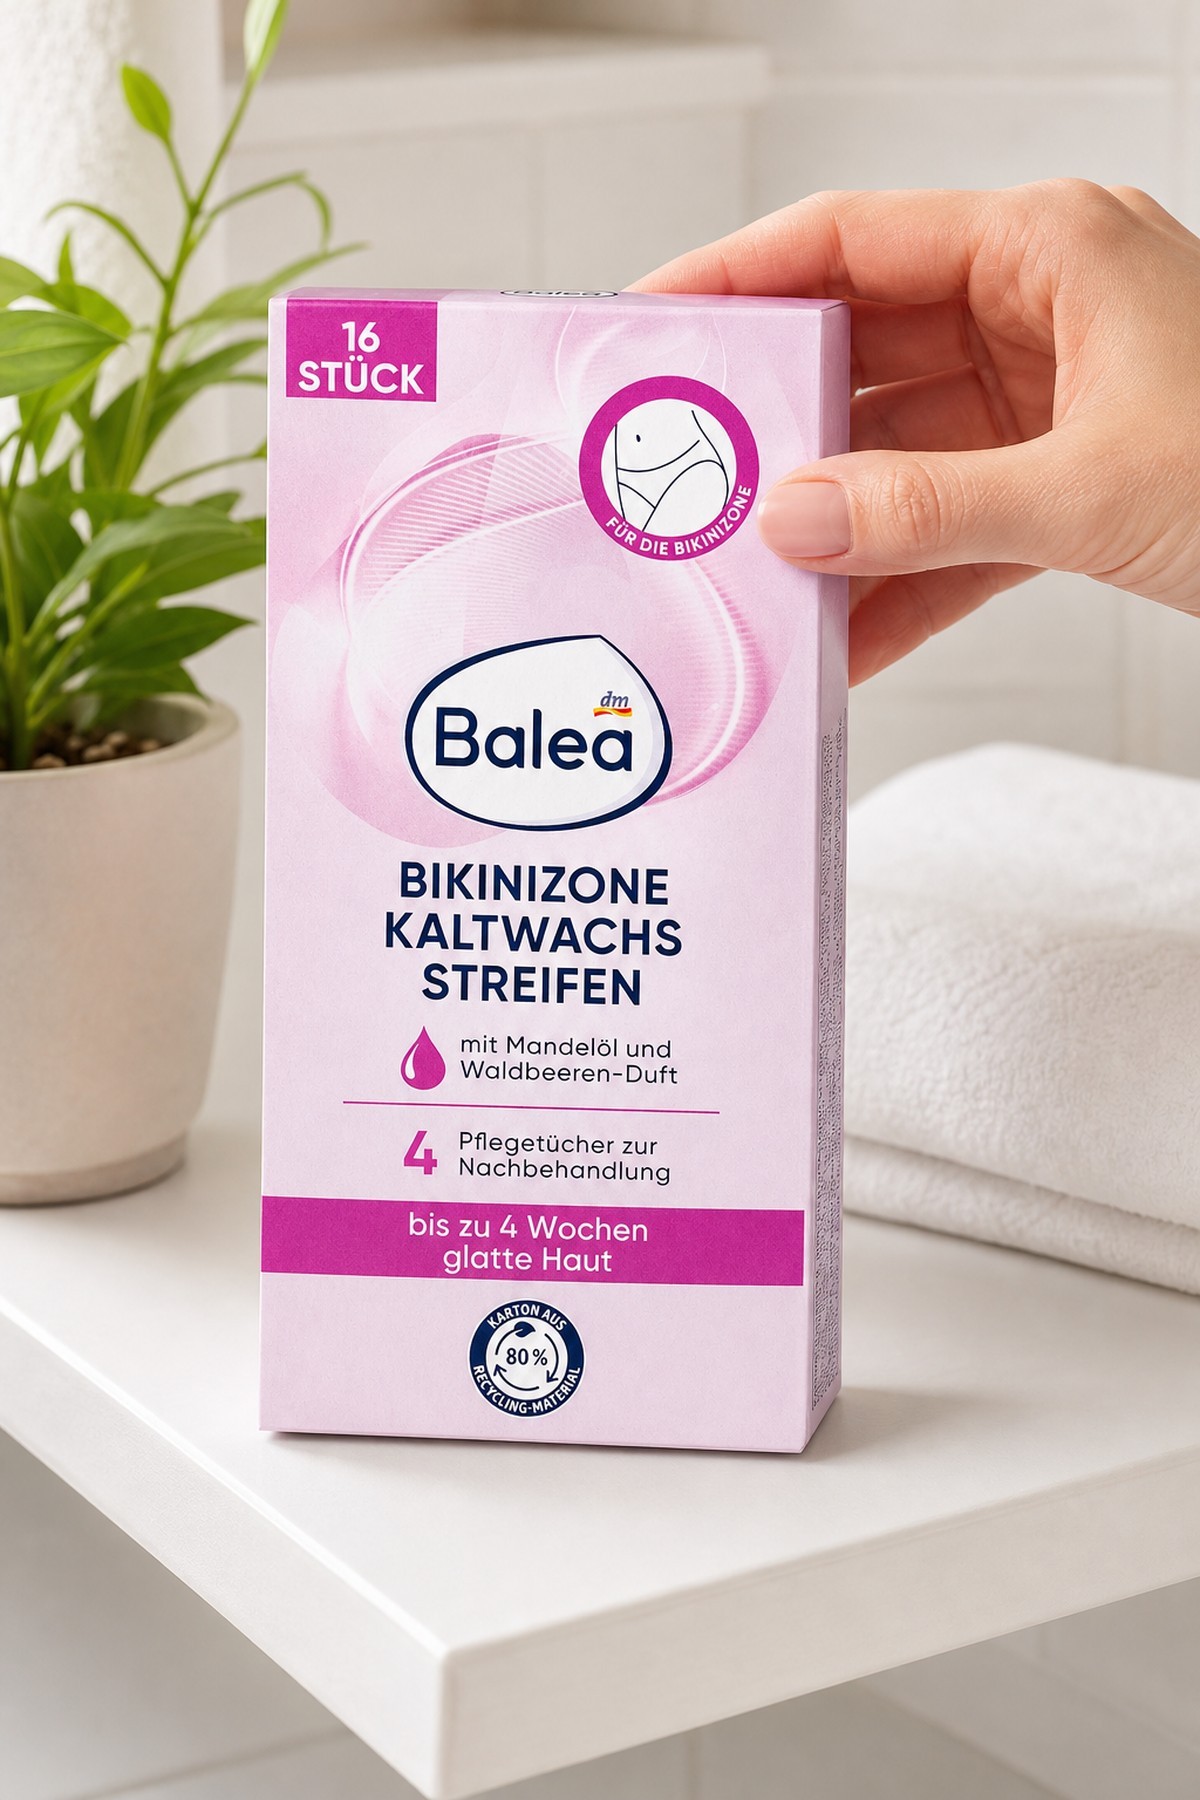 Balea
16
STÜCK
FÜR DIE BIKINIZONE
dm
Balea
BIKINIZONE
KALTWACHS
STREIFEN
mit Mandelöl und
Waldbeeren-Duft
4
Pflegetücher zur
Nachbehandlung
bis zu 4 Wochen
glatte Haut
KARTON AUS
80 %
RECYCLING-MATERIAL